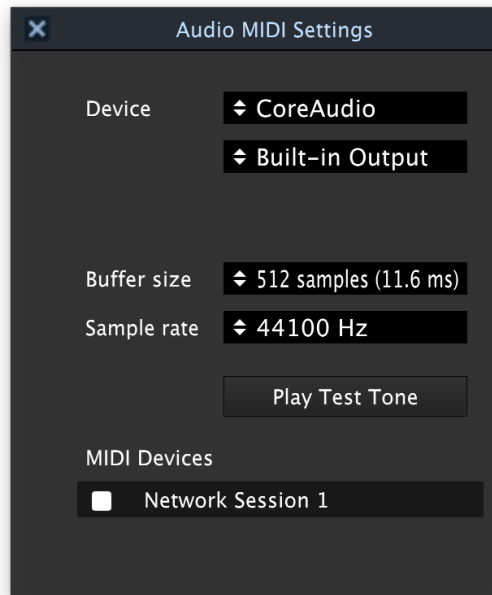 Audio MIDI Settings
Device CoreAudio
Built-in Output
Buffer size 512 samples (11.6 ms)
Sample rate 44100 Hz
Play Test Tone
MIDI Devices
Network Session 1